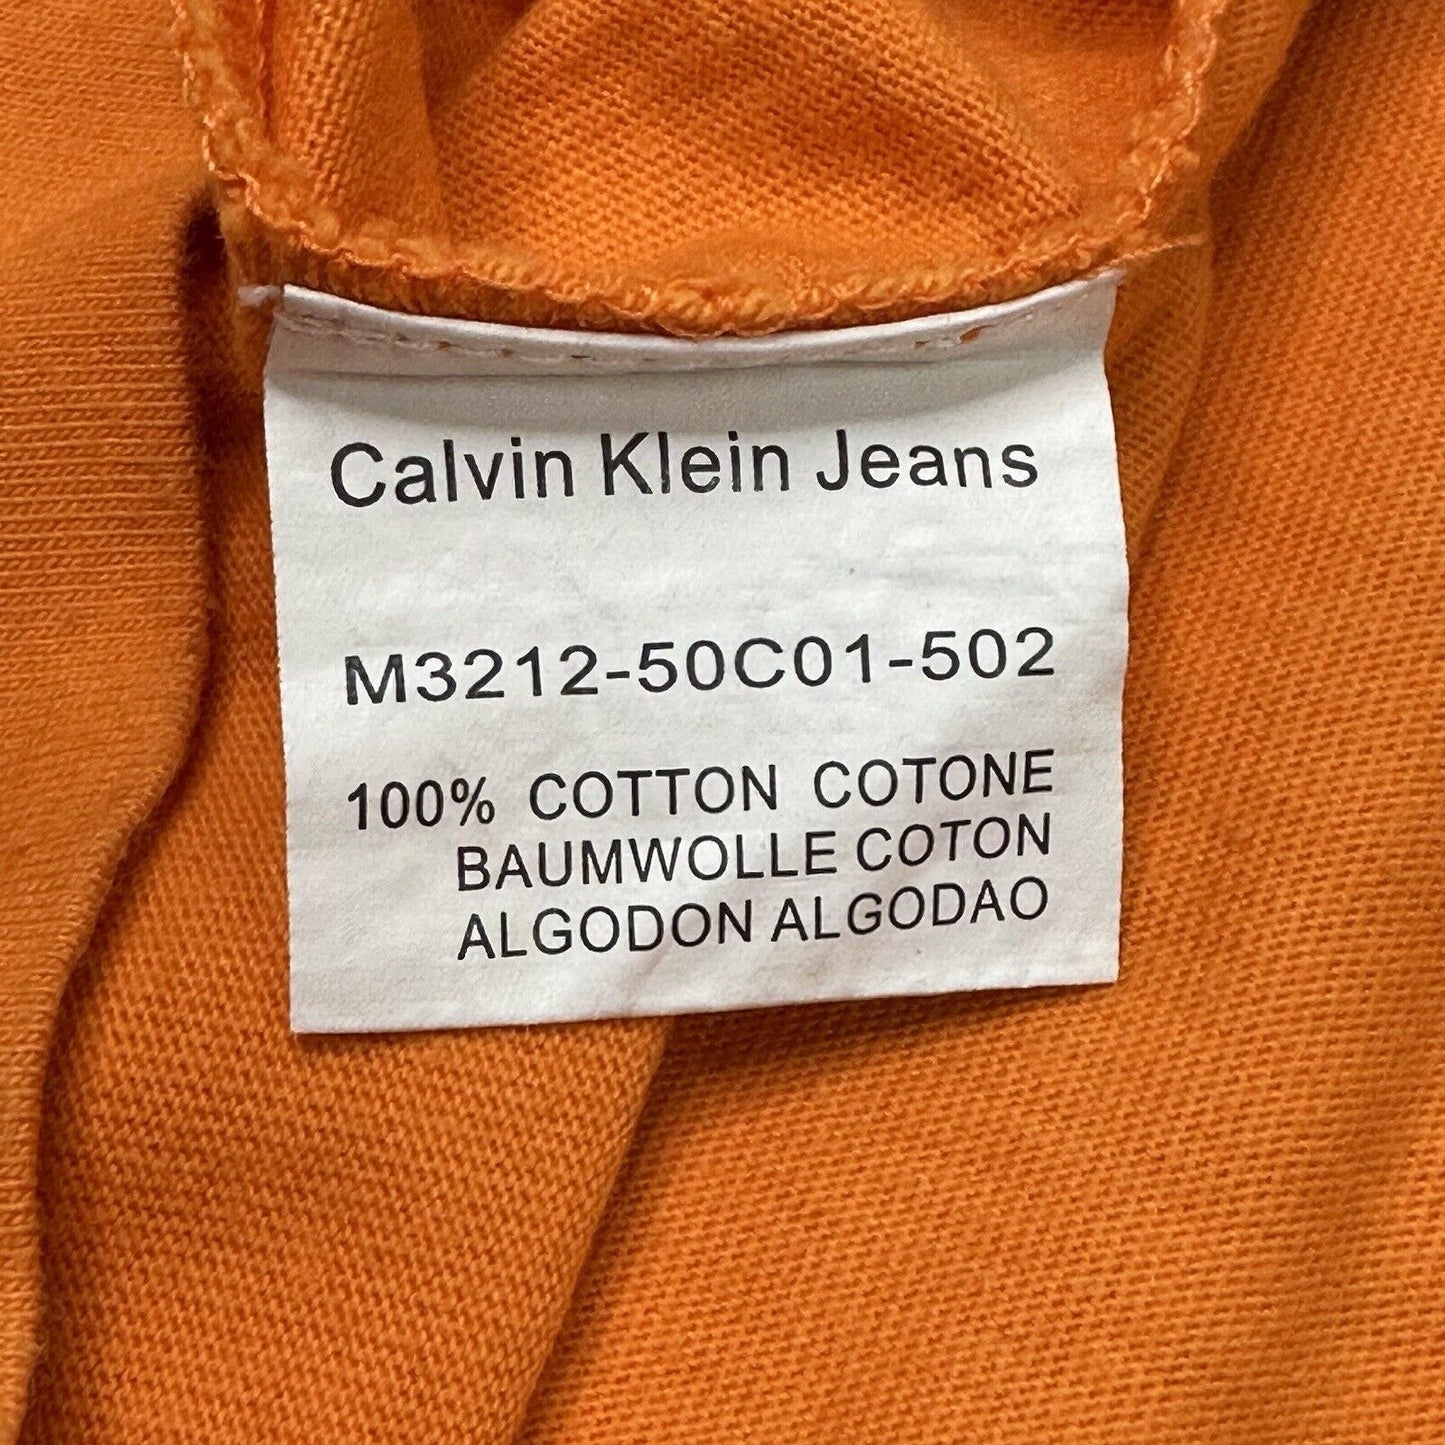 Calvin Klein Jeans
M3212-50C01-502
100% COTTON COTONE
BAUMWOLLE COTON
ALGODON ALGODAO